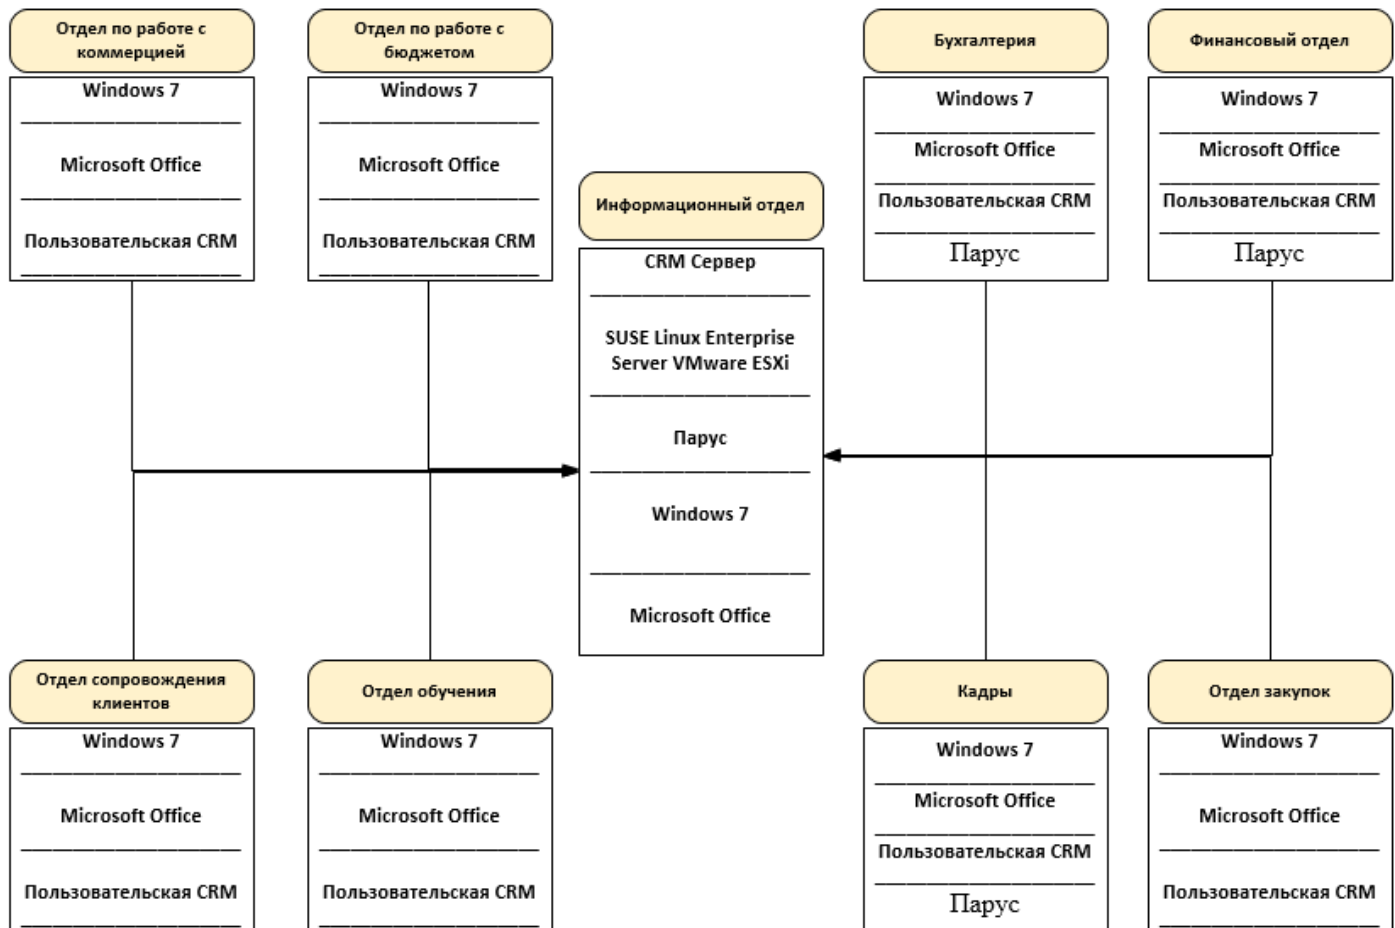 Отдел по работе с
коммерцией
Windows 7
Microsoft Office
Пользовательская CRM
Отдел по работе с
бюджетом
Windows 7
Microsoft Office
Пользовательская CRM
Информационный отдел
CRM Сервер
SUSE Linux Enterprise
Server VMware ESXi
Парус
Windows 7
Microsoft Office
Бухгалтерия
Windows 7
Microsoft Office
Пользовательская CRM
Парус
Финансовый отдел
Windows 7
Microsoft Office
Пользовательская CRM
Парус
Отдел сопровождения
клиентов
Windows 7
Microsoft Office
Пользовательская CRM
Отдел обучения
Windows 7
Microsoft Office
Пользовательская CRM
Кадры
Windows 7
Microsoft Office
Пользовательская CRM
Парус
Отдел закупок
Windows 7
Microsoft Office
Пользовательская CRM